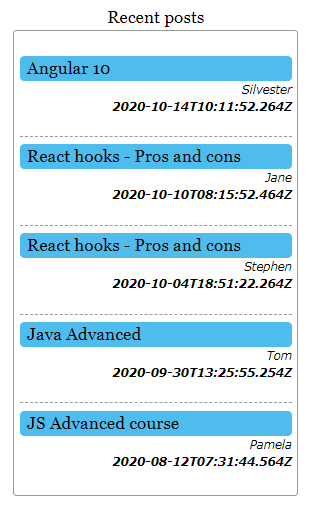 Recent posts
Angular 10
Silvester
2020-10-14T10:11:52.264Z
React hooks - Pros and cons
Jane
2020-10-10T08:15:52.464Z
React hooks - Pros and cons
Stephen
2020-10-04T18:51:22.264Z
Java Advanced
Tom
2020-09-30T13:25:55.254Z
JS Advanced course
Pamela
2020-08-12T07:31:44.564Z